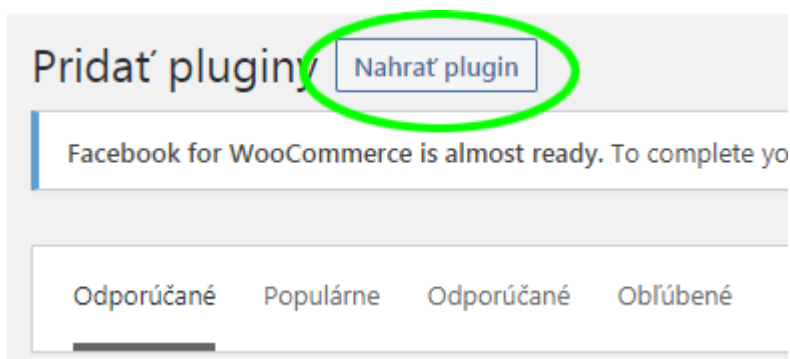 Pridať pluginy Nahrať plugin
Facebook for WooCommerce is almost ready. To complete yo
Odporúčané Populárne Odporúčané Obľúbené